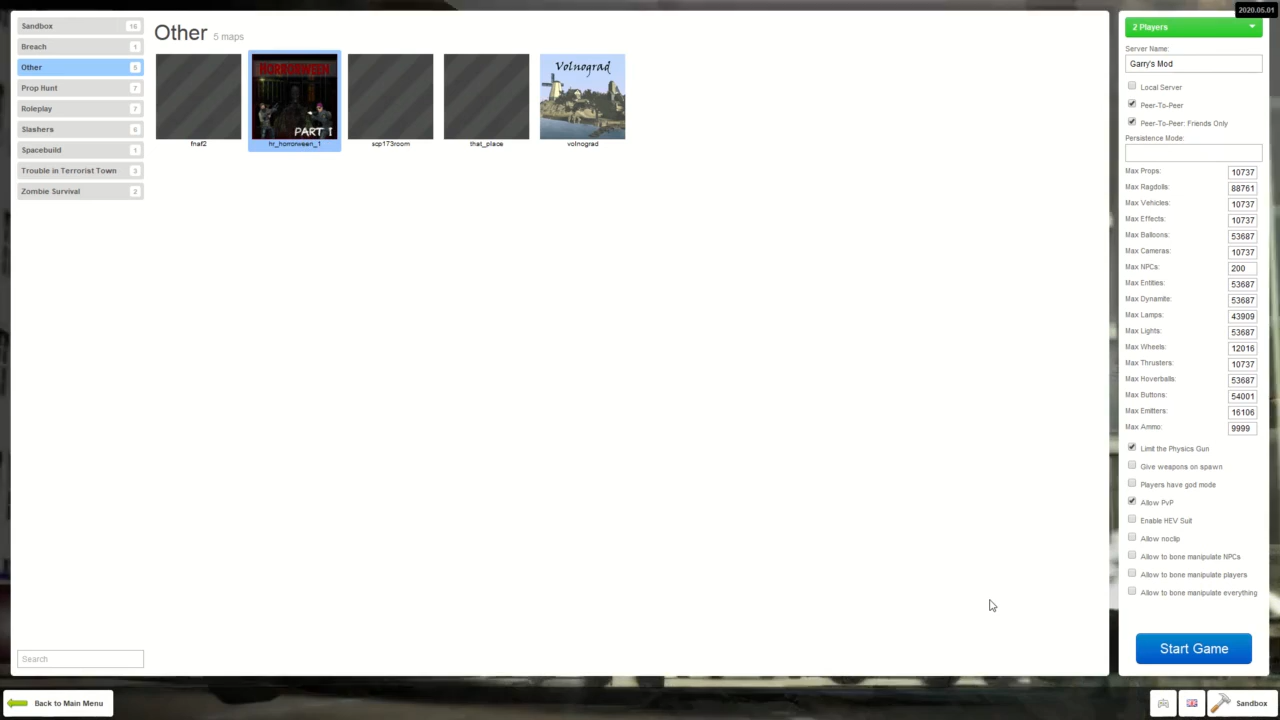 2020.05.01
Sandbox 16
Breach 1
Other 5
Prop Hunt 7
Roleplay 7
Slashers 6
Spacebuild 1
Trouble in Terrorist Town 3
Zombie Survival 2
Search
Other 5 maps
HORRORWEEN
PART I
Volnograd
fnaf2
hr_horrorween_1
scp173room
that_place
volnograd
2 Players
Server Name:
Garry's Mod
Local Server
Peer-To-Peer
Peer-To-Peer: Friends Only
Persistence Mode:
Max Props: 10737
Max Ragdolls: 88761
Max Vehicles: 10737
Max Effects: 10737
Max Balloons: 53687
Max Cameras: 10737
Max NPCs: 200
Max Entities: 53687
Max Dynamite: 53687
Max Lamps: 43909
Max Lights: 53687
Max Wheels: 12016
Max Thrusters: 10737
Max Hoverballs: 53687
Max Buttons: 54001
Max Emitters: 16106
Max Ammo: 9999
Limit the Physics Gun
Give weapons on spawn
Players have god mode
Allow PvP
Enable HEV Suit
Allow noclip
Allow to bone manipulate NPCs
Allow to bone manipulate players
Allow to bone manipulate everything
Start Game
Back to Main Menu
Sandbox